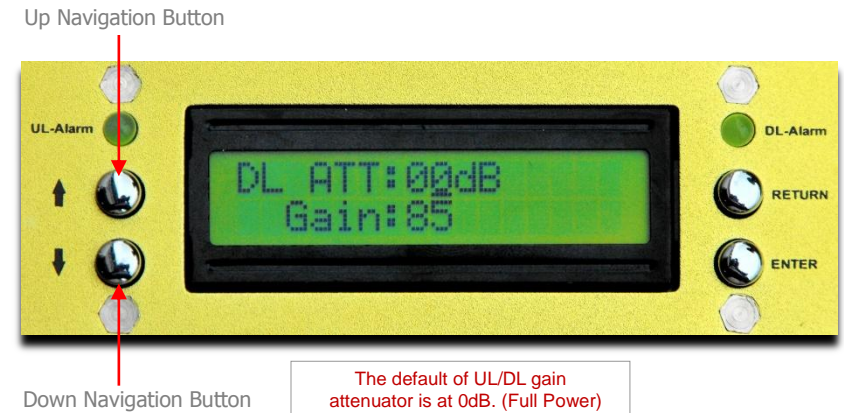 Up Navigation Button
UL-Alarm
DL-Alarm
DL ATT:00dB
Gain:85
RETURN
ENTER
Down Navigation Button
The default of UL/DL gain
attenuator is at 0dB. (Full Power)